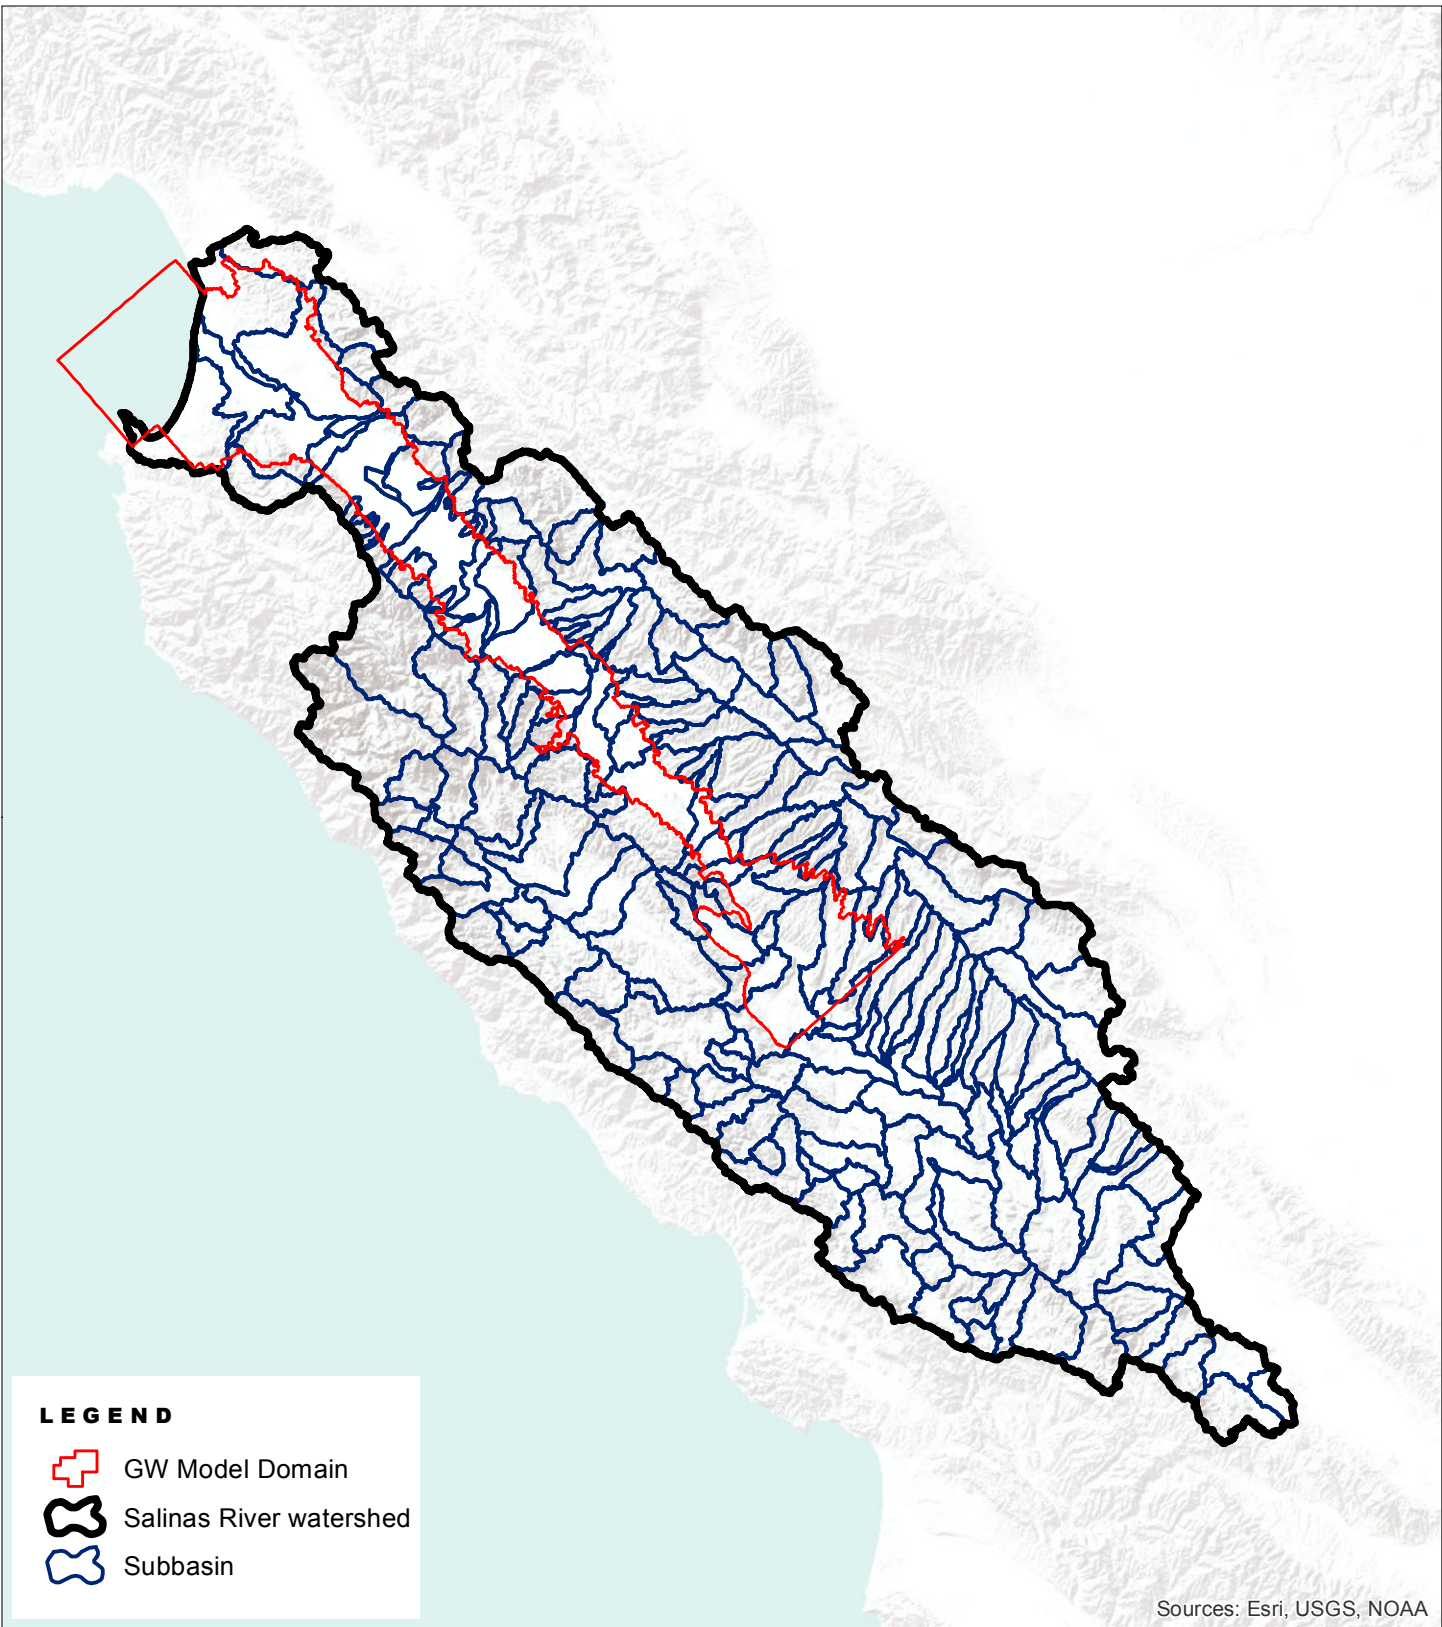 LEGEND
GW Model Domain
Salinas River watershed
Subbasin
Sources: Esri, USGS, NOAA